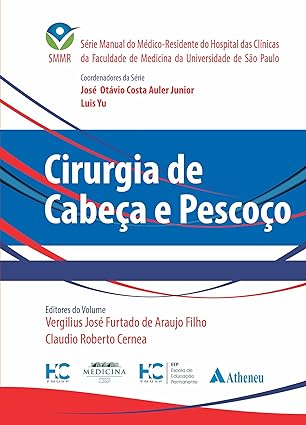 SMMR
Série Manual do Médico-Residente do Hospital das Clínicas
da Faculdade de Medicina da Universidade de São Paulo
Coordenadores da Série
José Otávio Costa Auler Junior
Luis Yu
Cirurgia de
Cabeça e Pescoço
Editores do Volume
Vergilius José Furtado de Araujo Filho
Claudio Roberto Cernea
HC
FMUSP
MEDICINA
USP
HC
FMUSP
EEP
Escola de
Educação
Permanente
Atheneu